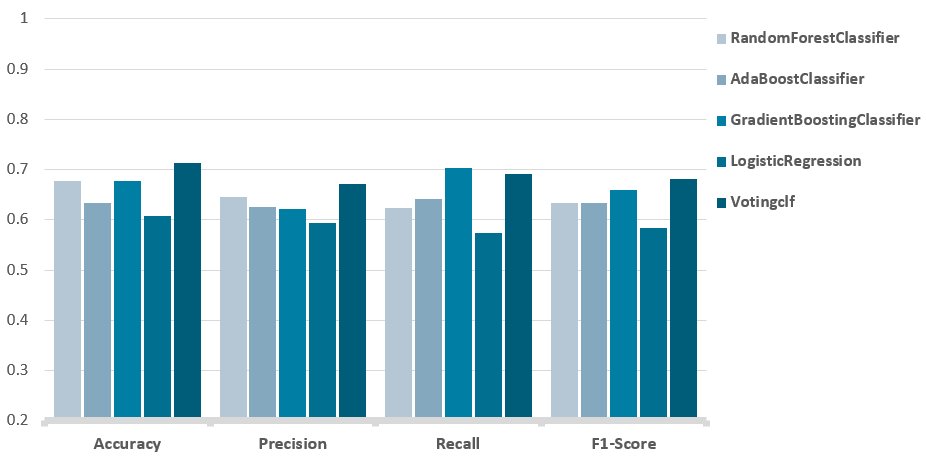 1
0.9
0.8
0.7
0.6
0.5
0.4
0.3
0.2
Accuracy
Precision
Recall
F1-Score
RandomForestClassifier
AdaBoostClassifier
GradientBoostingClassifier
LogisticRegression
Votingclf